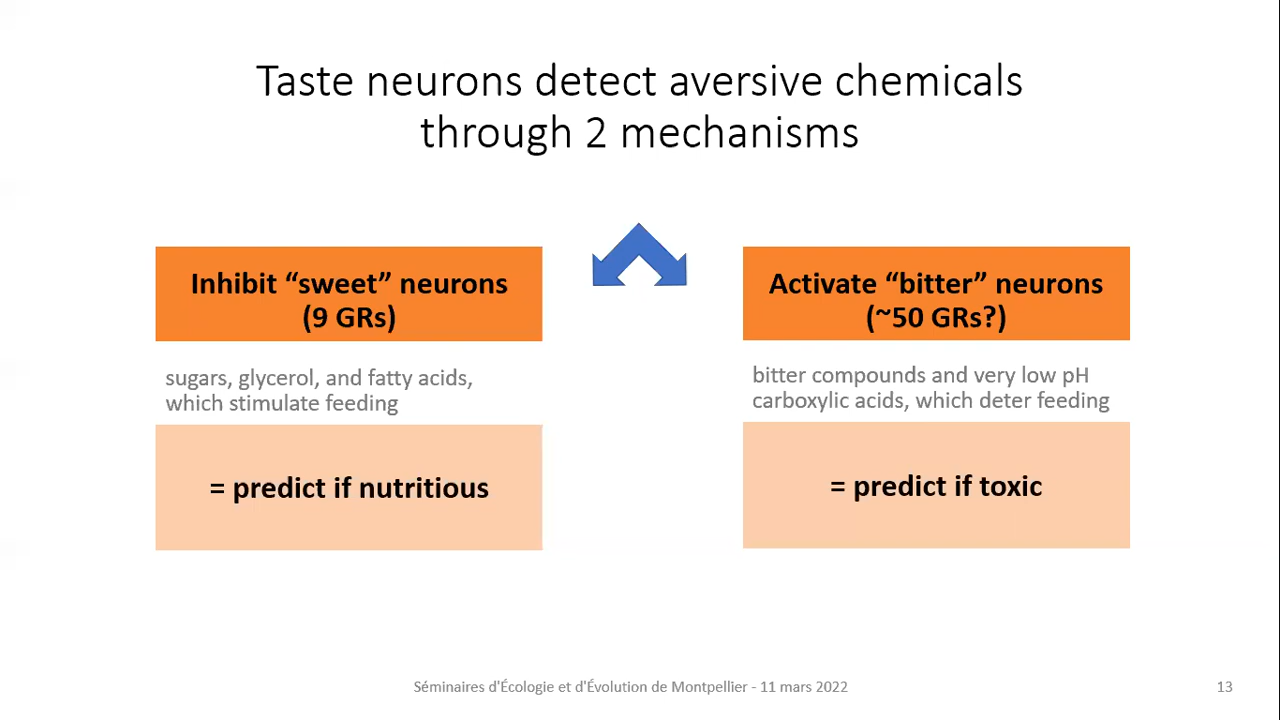 Taste neurons detect aversive chemicals
through 2 mechanisms
Inhibit “sweet” neurons
(9 GRs)
sugars, glycerol, and fatty acids,
which stimulate feeding
= predict if nutritious
Activate “bitter” neurons
(~50 GRs?)
bitter compounds and very low pH
carboxylic acids, which deter feeding
= predict if toxic
Séminaires d'Écologie et d'Évolution de Montpellier - 11 mars 2022
13